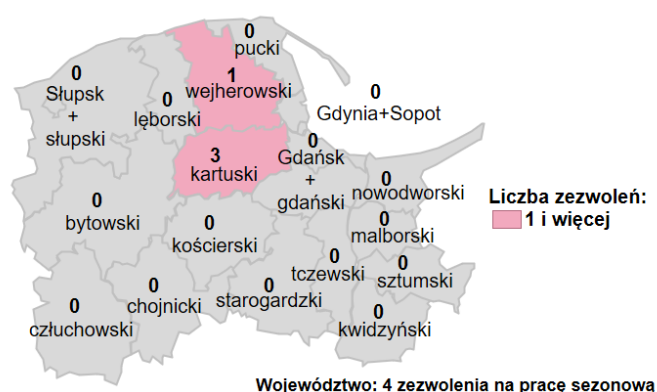 0
pucki
1
wejherowski
0
Słupsk
+
słupski
0
lęborski
0
Gdynia+Sopot
3
kartuski
0
Gdańsk
+
gdański
0
nowodworski
0
bytowski
0
kościerski
0
malborski
0
tczewski
0
sztumski
0
człuchowski
0
chojnicki
0
starogardzki
0
kwidzyński
Liczba zezwoleń:
1 i więcej
Województwo: 4 zezwolenia na pracę sezonową